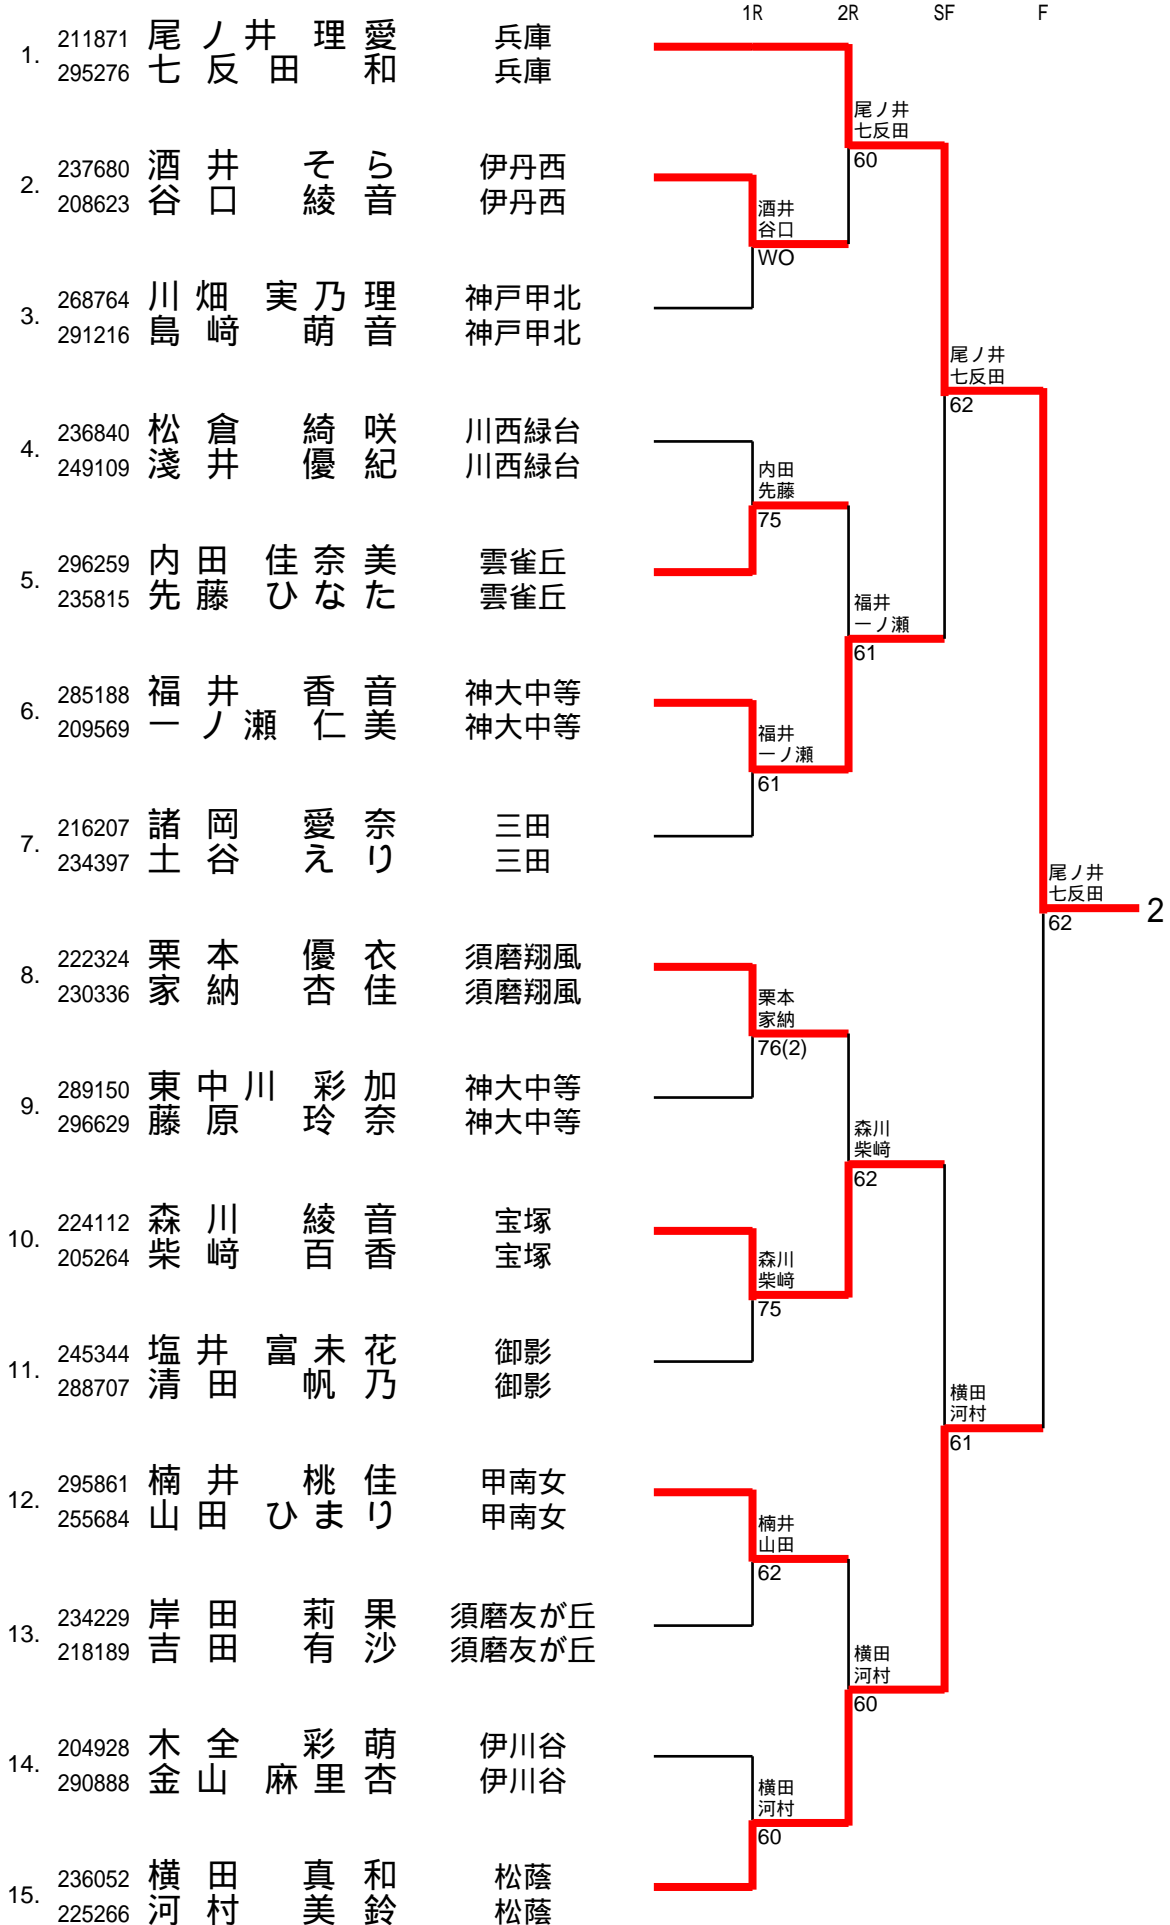 1R 2R SF F
1. 211871 尾ノ井 理愛 兵庫
295276 七反田 和 兵庫
尾ノ井
七反田
60
2. 237680 酒井 そら 伊丹西
208623 谷口 綾音 伊丹西
酒井
谷口
WO
3. 268764 川畑 実乃理 神戸甲北
291216 島﨑 萌音 神戸甲北
尾ノ井
七反田
62
4. 236840 松倉 綺咲 川西緑台
249109 淺井 優紀 川西緑台
内田
先藤
75
5. 296259 内田 佳奈美 雲雀丘
235815 先藤 ひなた 雲雀丘
福井
一ノ瀬
61
6. 285188 福井 香音 神大中等
209569 一ノ瀬 仁美 神大中等
福井
一ノ瀬
61
7. 216207 諸岡 愛奈 三田
234397 土谷 えり 三田
尾ノ井
七反田
62
2
8. 222324 栗本 優衣 須磨翔風
230336 家納 杏佳 須磨翔風
栗本
家納
76(2)
9. 289150 東中川 彩加 神大中等
296629 藤原 玲奈 神大中等
森川
柴﨑
62
10. 224112 森川 綾音 宝塚
205264 柴﨑 百香 宝塚
森川
柴﨑
75
11. 245344 塩井 富未花 御影
288707 清田 帆乃 御影
横田
河村
61
12. 295861 楠井 桃佳 甲南女
255684 山田 ひまり 甲南女
楠井
山田
62
13. 234229 岸田 莉果 須磨友が丘
218189 吉田 有沙 須磨友が丘
横田
河村
60
14. 204928 木全 彩萌 伊川谷
290888 金山 麻里杏 伊川谷
横田
河村
60
15. 236052 横田 真和 松蔭
225266 河村 美鈴 松蔭